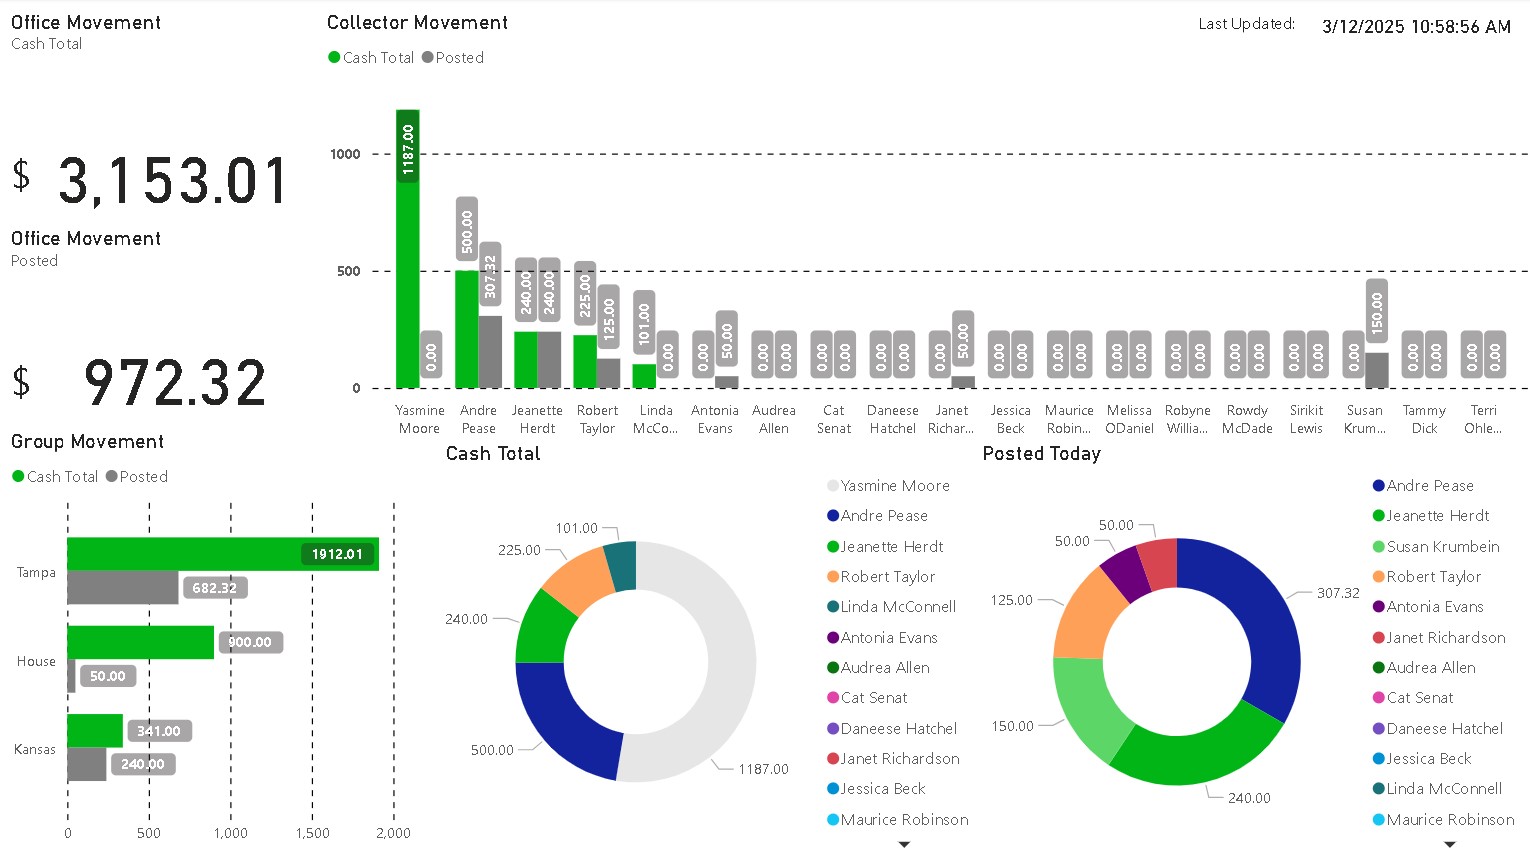 Office Movement
Cash Total
$ 3,153.01
Office Movement
Posted
$ 972.32
Collector Movement
Cash Total Posted
Last Updated: 3/12/2025 10:58:56 AM
1000
500
0
1187.00
0.00
500.00
307.32
240.00
240.00
225.00
125.00
101.00
0.00
0.00
50.00
0.00
0.00
0.00
0.00
0.00
0.00
0.00
50.00
0.00
0.00
0.00
0.00
0.00
0.00
0.00
0.00
0.00
0.00
0.00
0.00
0.00
150.00
0.00
0.00
0.00
0.00
Yasmine Moore
Andre Pease
Jeanette Herdt
Robert Taylor
Linda McCo...
Antonia Evans
Audrea Allen
Cat Senat
Daneese Hatchel
Janet Richar...
Jessica Beck
Maurice Robin...
Melissa ODaniel
Robyne Willia...
Rowdy McDade
Sirikit Lewis
Susan Krum...
Tammy Dick
Terri Ohle...
Group Movement
Cash Total Posted
Tampa
1912.01
682.32
House
900.00
50.00
Kansas
341.00
240.00
0 500 1,000 1,500 2,000
Cash Total
101.00
225.00
240.00
500.00
1187.00
Yasmine Moore
Andre Pease
Jeanette Herdt
Robert Taylor
Linda McConnell
Antonia Evans
Audrea Allen
Cat Senat
Daneese Hatchel
Janet Richardson
Jessica Beck
Maurice Robinson
Posted Today
50.00
50.00
125.00
150.00
240.00
307.32
Andre Pease
Jeanette Herdt
Susan Krumbein
Robert Taylor
Antonia Evans
Janet Richardson
Audrea Allen
Cat Senat
Daneese Hatchel
Jessica Beck
Linda McConnell
Maurice Robinson